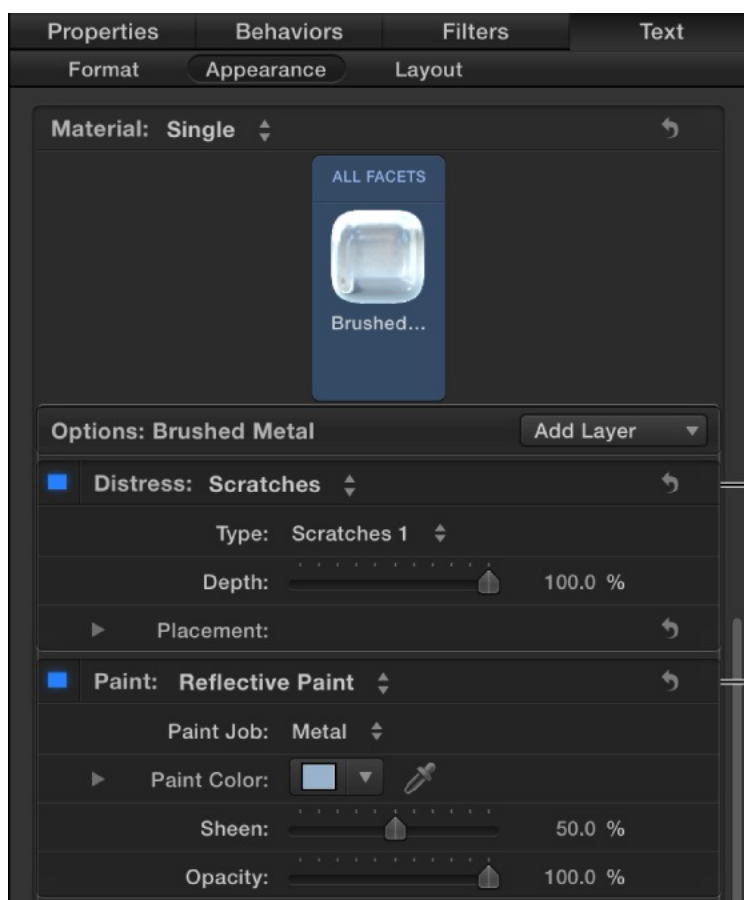 Properties Behaviors Filters Text
Format Appearance Layout
Material: Single
ALL FACETS
Brushed...
Options: Brushed Metal Add Layer
Distress: Scratches
Type: Scratches 1
Depth: 100.0 %
Placement:
Paint: Reflective Paint
Paint Job: Metal
Paint Color:
Sheen: 50.0 %
Opacity: 100.0 %